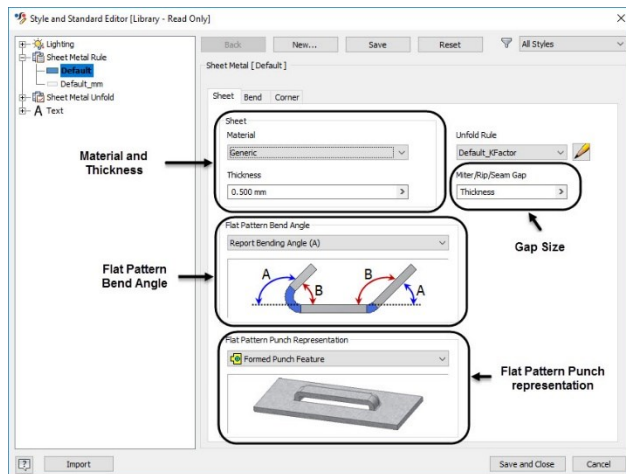 Style and Standard Editor [Library - Read Only]
Lighting
Sheet Metal Rule
Default
Default_mm
Sheet Metal Unfold
Text
Back
New...
Save
Reset
All Styles
Sheet Metal [ Default ]
Sheet
Bend
Corner
Sheet
Material
Generic
Thickness
0.500 mm
Unfold Rule
Default_KFactor
Miter/Rip/Seam Gap
Thickness
Material and
Thickness
Gap Size
Flat Pattern Bend Angle
Report Bending Angle (A)
A
B
B
A
Flat Pattern
Bend Angle
Flat Pattern Punch Representation
Formed Punch Feature
Flat Pattern Punch
representation
?
Import
Save and Close
Cancel